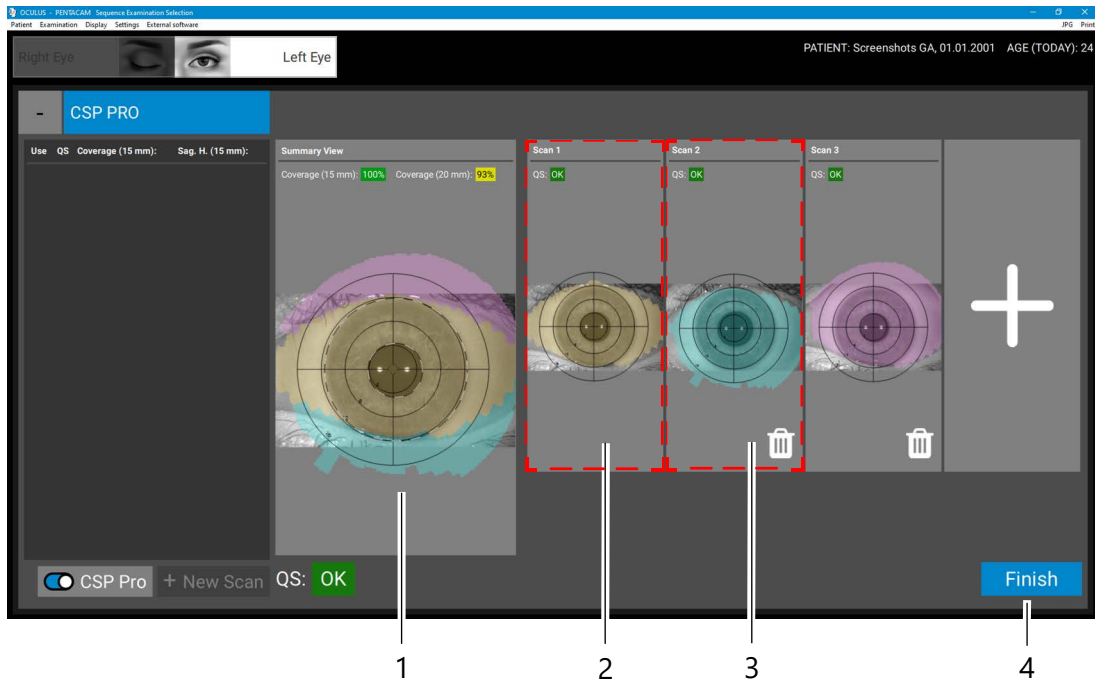 OCULUS - PENTACAM Sequence Examination Selection
Patient Examination Display Settings External software JPG Print
Right Eye Left Eye PATIENT: Screenshots GA, 01.01.2001 AGE (TODAY): 24
- CSP PRO
Use QS Coverage (15 mm): Sag. H. (15 mm): Summary View Scan 1 Scan 2 Scan 3
Coverage (15 mm): 100% Coverage (20 mm): 93% QS: OK QS: OK QS: OK
CSP Pro + New Scan QS: OK Finish
1 2 3 4